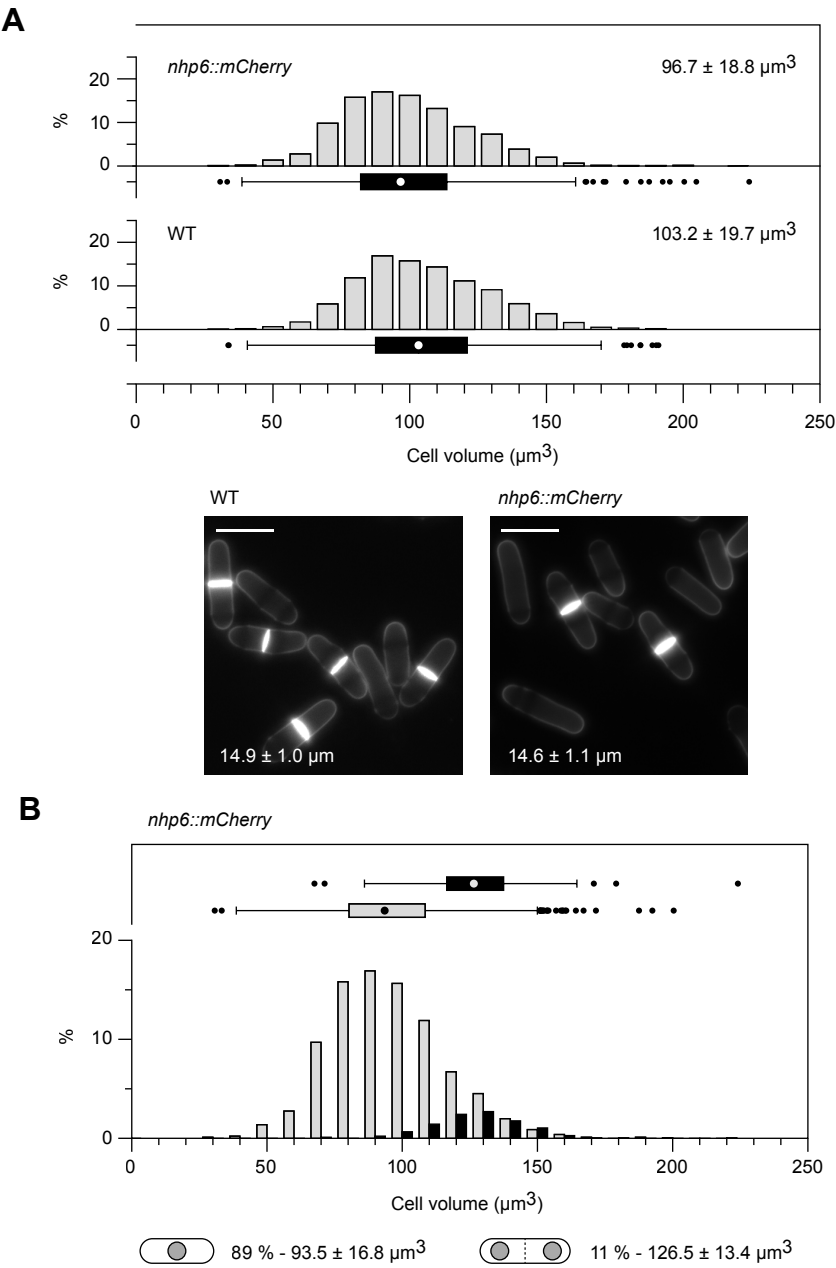 A
nhp6::mCherry
96.7 ± 18.8 µm3
20
10
0
%
WT
103.2 ± 19.7 µm3
20
10
0
%
0 50 100 150 200 250
Cell volume (µm3)
WT
nhp6::mCherry
14.9 ± 1.0 µm
14.6 ± 1.1 µm
B
nhp6::mCherry
20
10
0
%
0 50 100 150 200 250
Cell volume (µm3)
89 % - 93.5 ± 16.8 µm3
11 % - 126.5 ± 13.4 µm3